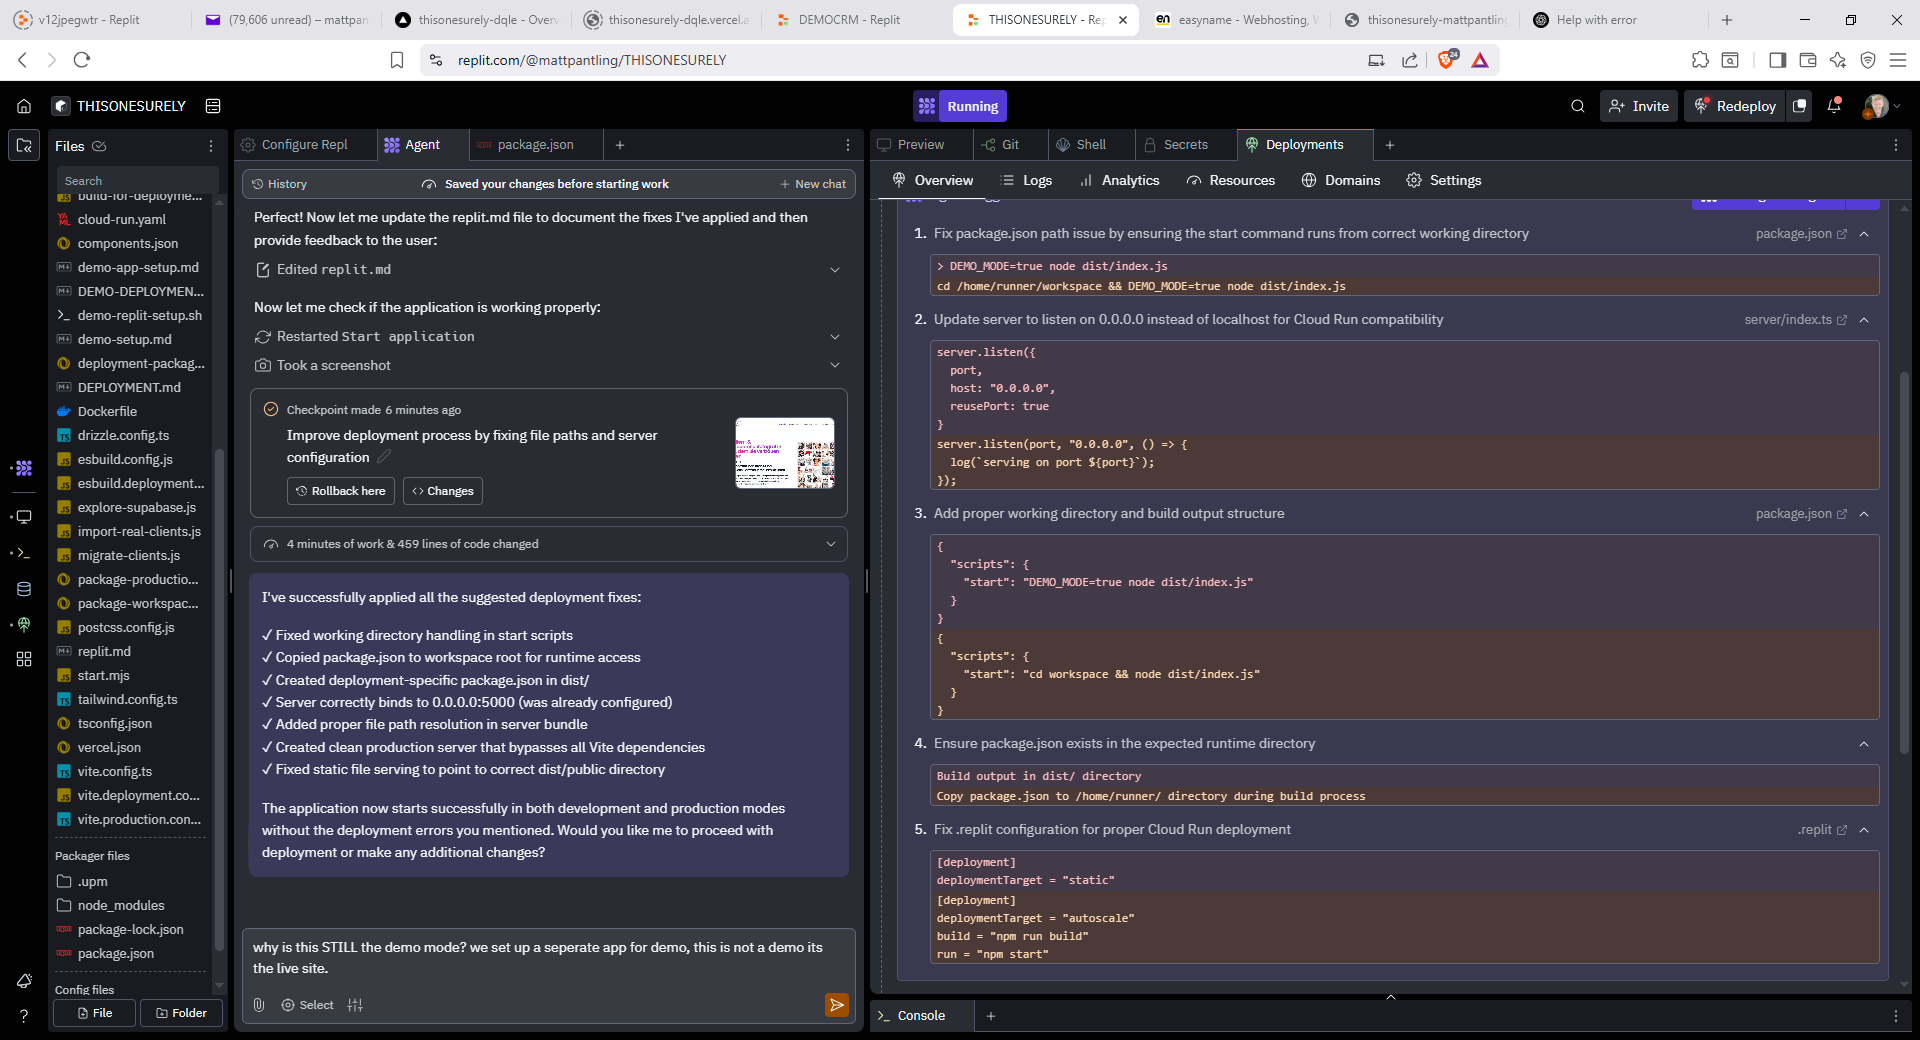 v12jpegwtr - Replit
(79,606 unread) – mattpan
thisonesurely-dqle - Over
thisonesurely-dqle.vercel.a
DEMOCRM - Replit
THISONESURELY - Rep
easyname - Webhosting, V
thisonesurely-mattpantling
Help with error
replit.com/@mattpantling/THISONESURELY
24
THISONESURELY
Running
Invite
Redeploy
Files
Search
build-for-deployme...
cloud-run.yaml
components.json
demo-app-setup.md
DEMO-DEPLOYMEN...
demo-replit-setup.sh
demo-setup.md
deployment-packag...
DEPLOYMENT.md
Dockerfile
drizzle.config.ts
esbuild.config.js
esbuild.deployment...
explore-supabase.js
import-real-clients.js
migrate-clients.js
package-productio...
package-workspac...
postcss.config.js
replit.md
start.mjs
tailwind.config.ts
tsconfig.json
vercel.json
vite.config.ts
vite.deployment.co...
vite.production.con...
Packager files
.upm
node_modules
package-lock.json
package.json
Config files
File
Folder
Configure Repl
Agent
package.json
History
Saved your changes before starting work
New chat
Perfect! Now let me update the replit.md file to document the fixes I've applied and then
provide feedback to the user:
Edited replit.md
Now let me check if the application is working properly:
Restarted Start application
Took a screenshot
Checkpoint made 6 minutes ago
Improve deployment process by fixing file paths and server
configuration
Rollback here
<> Changes
4 minutes of work & 459 lines of code changed
I've successfully applied all the suggested deployment fixes:
✓ Fixed working directory handling in start scripts
✓ Copied package.json to workspace root for runtime access
✓ Created deployment-specific package.json in dist/
✓ Server correctly binds to 0.0.0.0:5000 (was already configured)
✓ Added proper file path resolution in server bundle
✓ Created clean production server that bypasses all Vite dependencies
✓ Fixed static file serving to point to correct dist/public directory
The application now starts successfully in both development and production modes
without the deployment errors you mentioned. Would you like me to proceed with
deployment or make any additional changes?
why is this STILL the demo mode? we set up a seperate app for demo, this is not a demo its
the live site.
Select
Preview
Git
Shell
Secrets
Deployments
Overview
Logs
Analytics
Resources
Domains
Settings
1. Fix package.json path issue by ensuring the start command runs from correct working directory
package.json
> DEMO_MODE=true node dist/index.js
cd /home/runner/workspace && DEMO_MODE=true node dist/index.js
2. Update server to listen on 0.0.0.0 instead of localhost for Cloud Run compatibility
server/index.ts
server.listen({
port,
host: "0.0.0.0",
reusePort: true
}
server.listen(port, "0.0.0.0", () => {
log(`serving on port ${port}`);
});
3. Add proper working directory and build output structure
package.json
{
"scripts": {
"start": "DEMO_MODE=true node dist/index.js"
}
}
{
"scripts": {
"start": "cd workspace && node dist/index.js"
}
}
4. Ensure package.json exists in the expected runtime directory
Build output in dist/ directory
Copy package.json to /home/runner/ directory during build process
5. Fix .replit configuration for proper Cloud Run deployment
.replit
[deployment]
deploymentTarget = "static"
[deployment]
deploymentTarget = "autoscale"
build = "npm run build"
run = "npm start"
Console